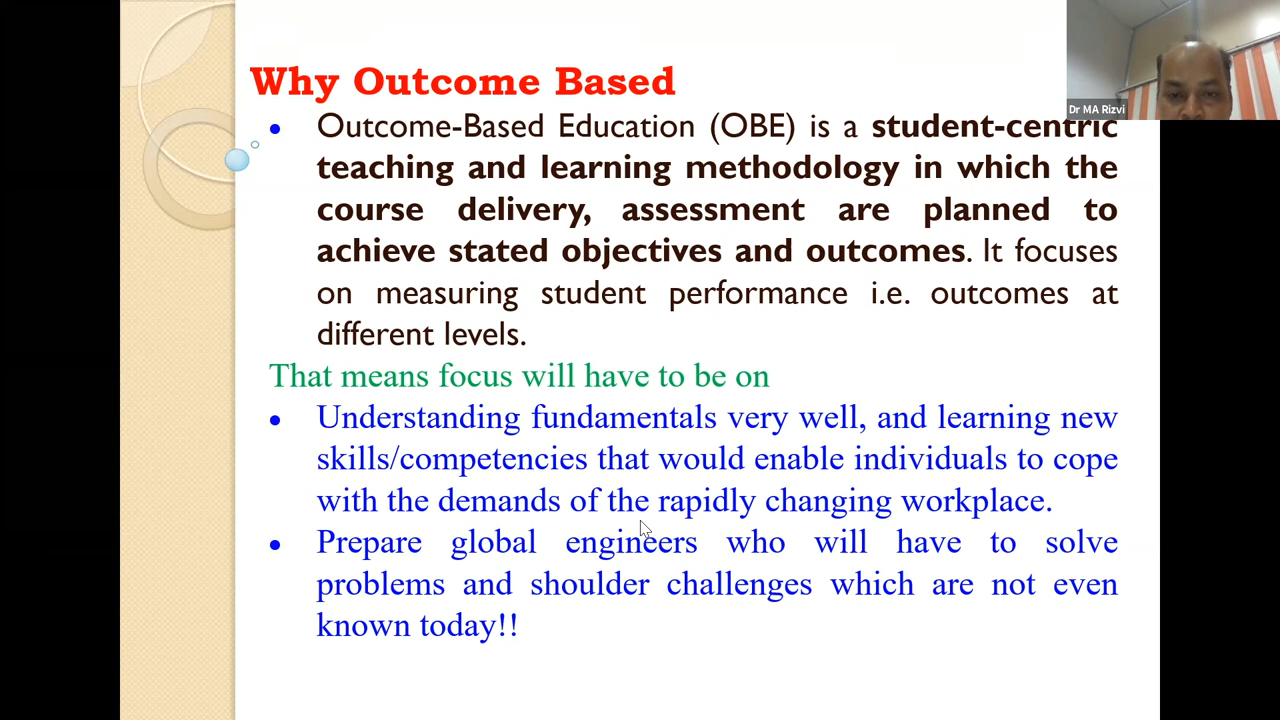 Why Outcome Based
Dr MA Rizvi
• Outcome-Based Education (OBE) is a student-centric
teaching and learning methodology in which the
course delivery, assessment are planned to
achieve stated objectives and outcomes. It focuses
on measuring student performance i.e. outcomes at
different levels.
That means focus will have to be on
• Understanding fundamentals very well, and learning new
skills/competencies that would enable individuals to cope
with the demands of the rapidly changing workplace.
• Prepare global engineers who will have to solve
problems and shoulder challenges which are not even
known today!!